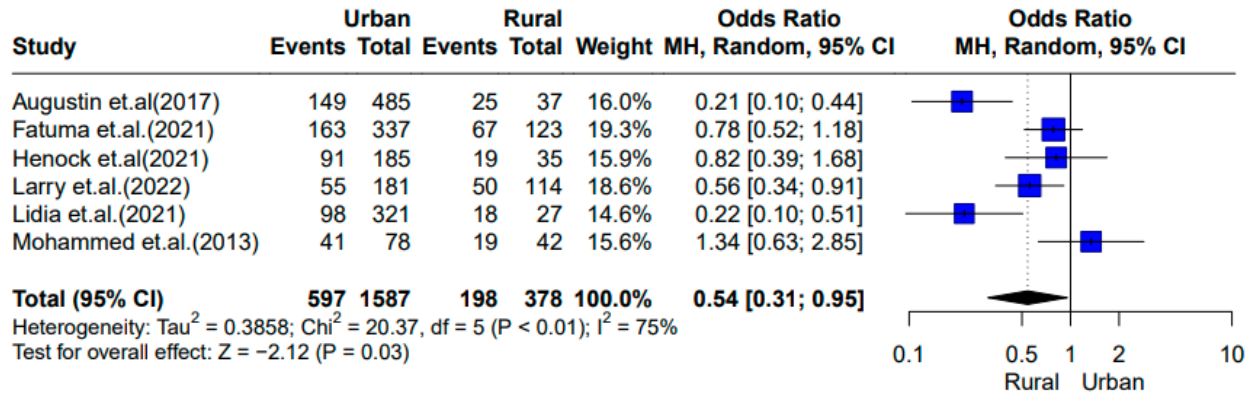 Urban Rural Odds Ratio Odds Ratio
Study Events Total Events Total Weight MH, Random, 95% CI MH, Random, 95% CI
Augustin et.al(2017) 149 485 25 37 16.0% 0.21 [0.10; 0.44]
Fatuma et.al.(2021) 163 337 67 123 19.3% 0.78 [0.52; 1.18]
Henock et.al(2021) 91 185 19 35 15.9% 0.82 [0.39; 1.68]
Larry et.al.(2022) 55 181 50 114 18.6% 0.56 [0.34; 0.91]
Lidia et.al.(2021) 98 321 18 27 14.6% 0.22 [0.10; 0.51]
Mohammed et.al.(2013) 41 78 19 42 15.6% 1.34 [0.63; 2.85]
Total (95% CI) 597 1587 198 378 100.0% 0.54 [0.31; 0.95]
Heterogeneity: Tau² = 0.3858; Chi² = 20.37, df = 5 (P < 0.01); I² = 75%
Test for overall effect: Z = −2.12 (P = 0.03)
0.1 0.5 1 2 10
Rural Urban